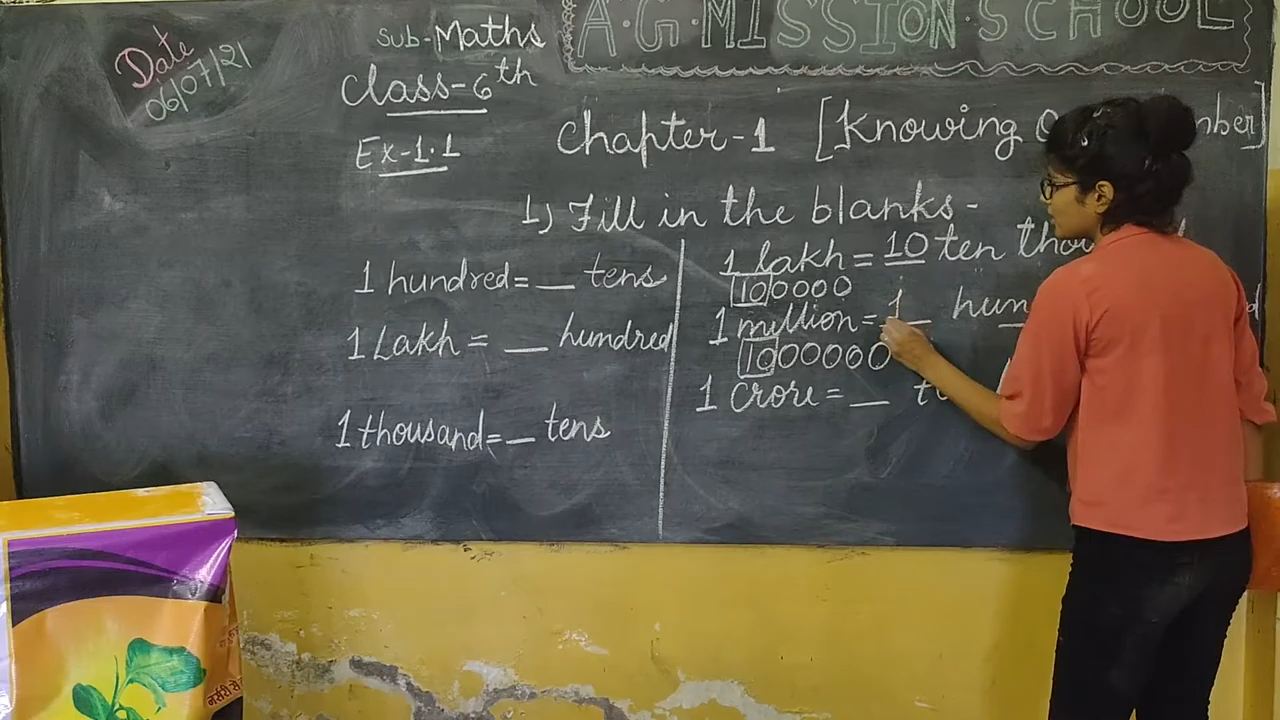 A.G.MISSION.SCHOOL
Date
06/07/21
Sub-Maths
Class-6th
Ex-1.1
Chapter-1 [Knowing
1) Fill in the blanks-
1 hundred=__ tens
1 Lakh = __ hundred
1 thousand=__ tens
1 lakh = 10 ten
100000
1 million=1__
1000000
1 crore = __